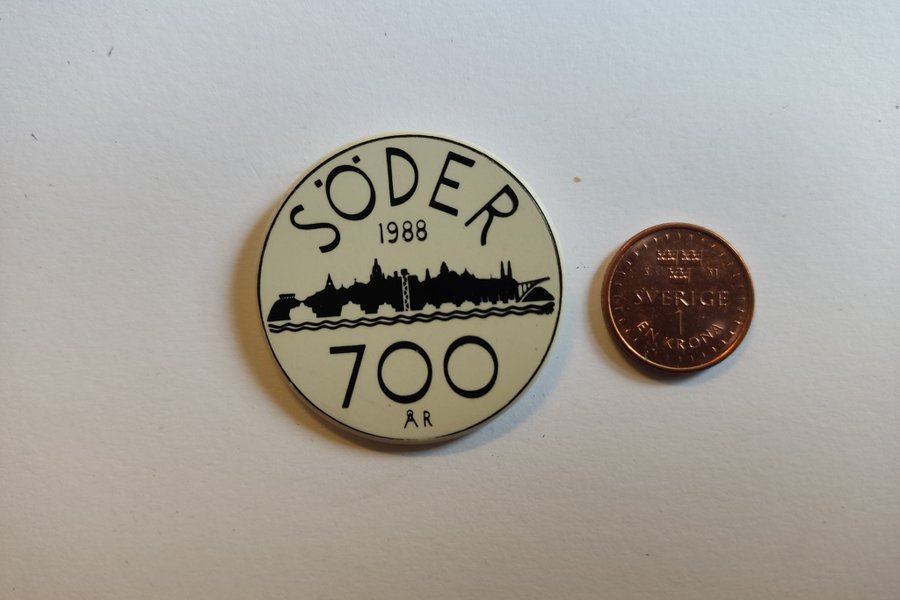 SÖDER
1988
700
ÅR
SVERIGE
1
EN KRONA